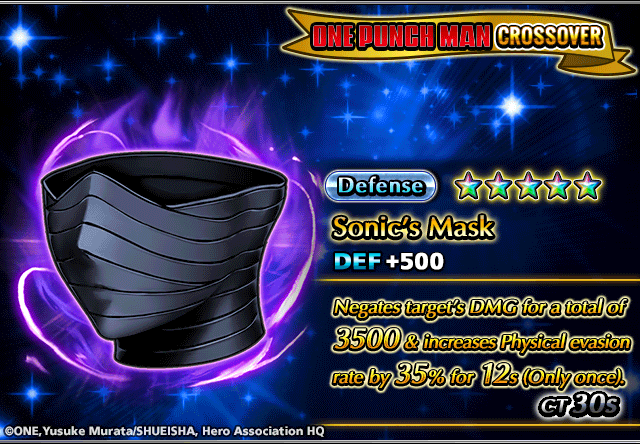 ONE PUNCH MAN CROSSOVER
Defense
Sonic's Mask
DEF +500
Negates target's DMG for a total of
3500 & increases Physical evasion
rate by 35% for 12s (Only once).
CT 30s
©ONE,Yusuke Murata/SHUEISHA, Hero Association HQ